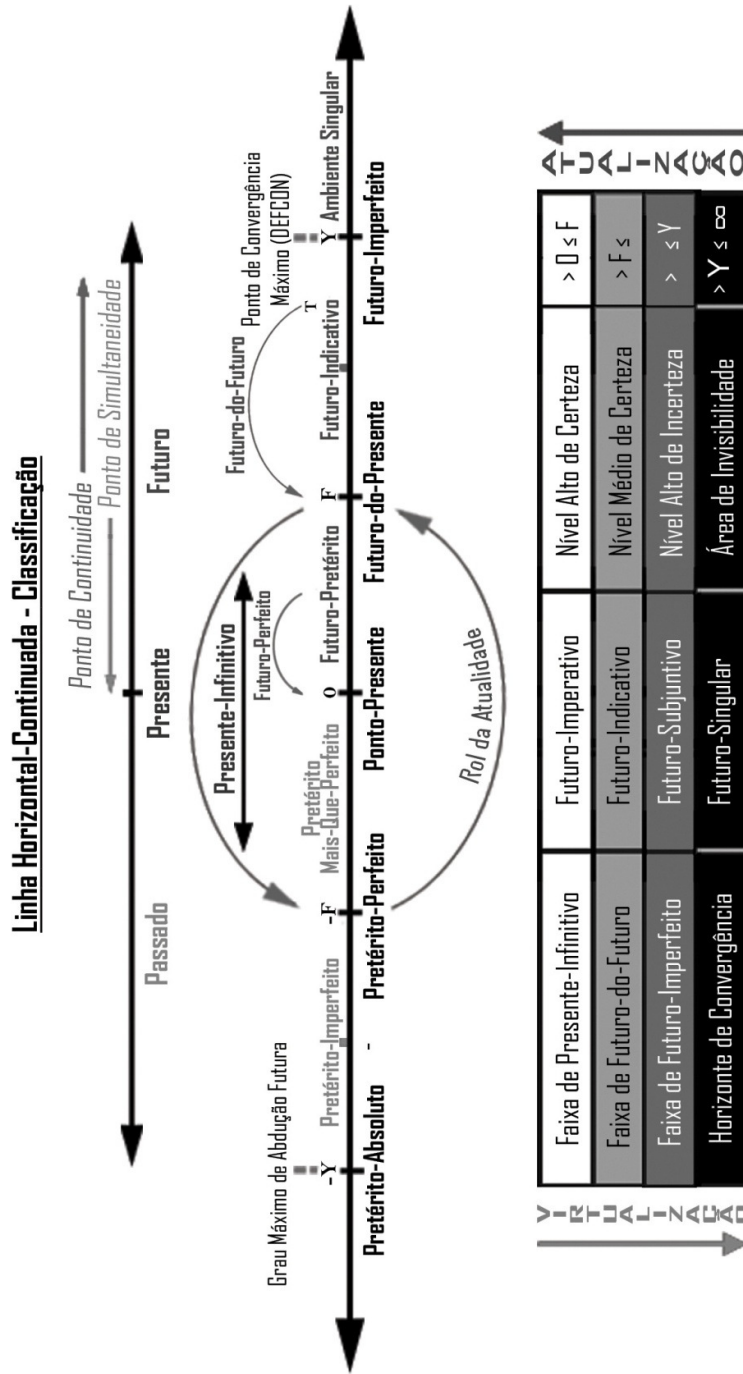 Linha Horizontal-Continuada - Classificação
Ponto de Continuidade
Ponto de Simultaneidade
Passado
Presente
Futuro
Grau Máximo de Abdução Futura
Ponto de Convergência
Máximo (DEFCON)
Futuro-do-Futuro
Presente-Infinitivo
Futuro-Perfeito
-Y
Pretérito-Imperfeito
-F
Pretérito
Mais-Que-Perfeito
O
Futuro-Pretérito
F
Futuro-Indicativo
T
Y
Ambiente Singular
Pretérito-Absoluto
-
Pretérito-Perfeito
Ponto-Presente
Futuro-do-Presente
Futuro-Imperfeito
Rol da Atualidade
VIRTUALIZAÇÃO
Faixa de Presente-Infinitivo Futuro-Imperativo Nível Alto de Certeza > 0 ≤ F
Faixa de Futuro-do-Futuro Futuro-Indicativo Nível Médio de Certeza > F ≤
Faixa de Futuro-Imperfeito Futuro-Subjuntivo Nível Alto de Incerteza > ≤ Y
Horizonte de Convergência Futuro-Singular Área de Invisibilidade > Y ≤ ∞
ATUALIZAÇÃO